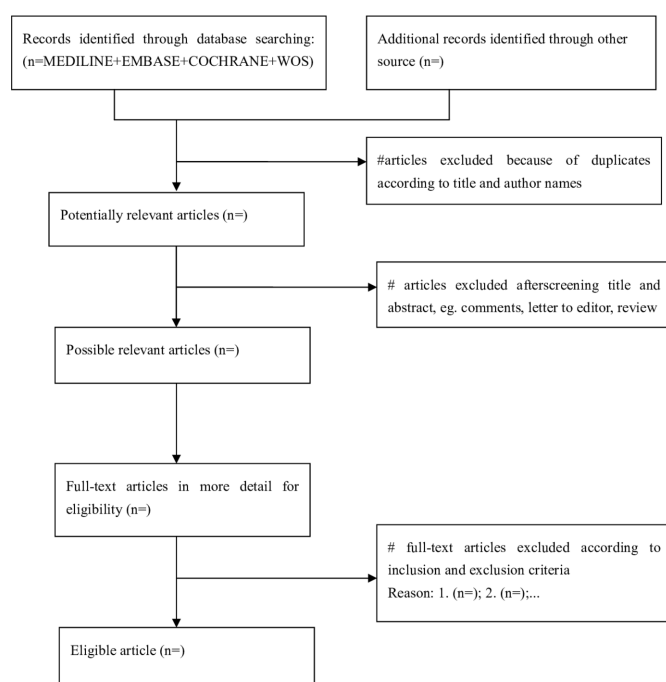 Records identified through database searching:
(n=MEDILINE+EMBASE+COCHRANE+WOS)
Additional records identified through other
source (n=)
#articles excluded because of duplicates
according to title and author names
Potentially relevant articles (n=)
# articles excluded afterscreening title and
abstract, eg. comments, letter to editor, review
Possible relevant articles (n=)
Full-text articles in more detail for
eligibility (n=)
# full-text articles excluded according to
inclusion and exclusion criteria
Reason: 1. (n=); 2. (n=);...
Eligible article (n=)